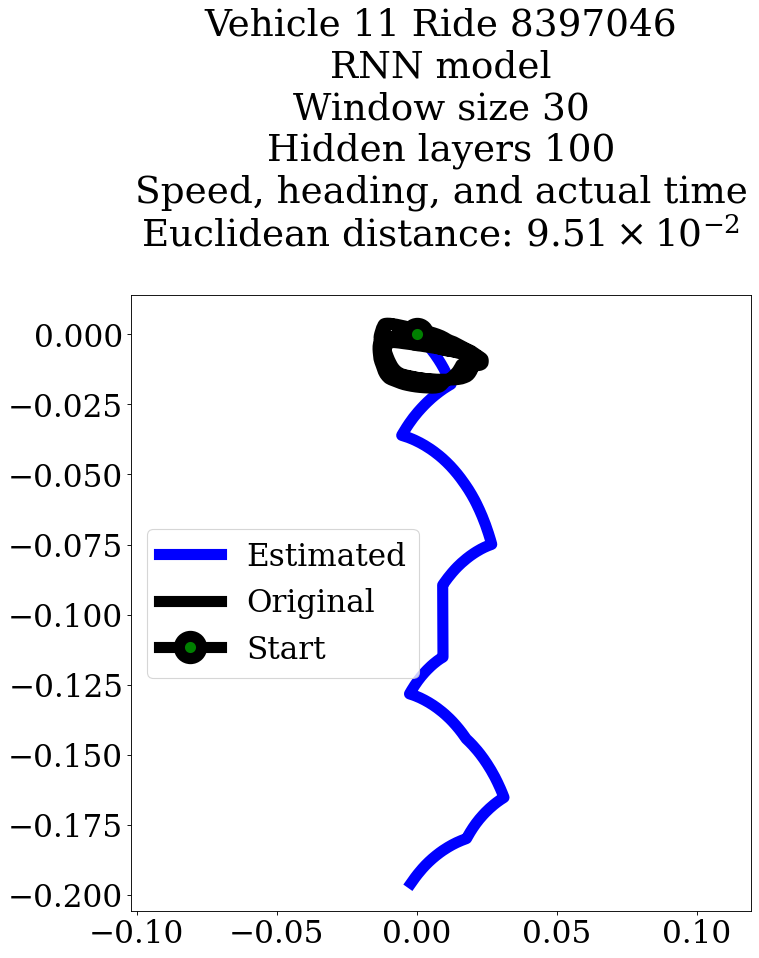 Vehicle 11 Ride 8397046
RNN model
Window size 30
Hidden layers 100
Speed, heading, and actual time
Euclidean distance: 9.51 × 10⁻²
0.000
−0.025
−0.050
−0.075
−0.100
−0.125
−0.150
−0.175
−0.200
Estimated
Original
Start
−0.10
−0.05
0.00
0.05
0.10